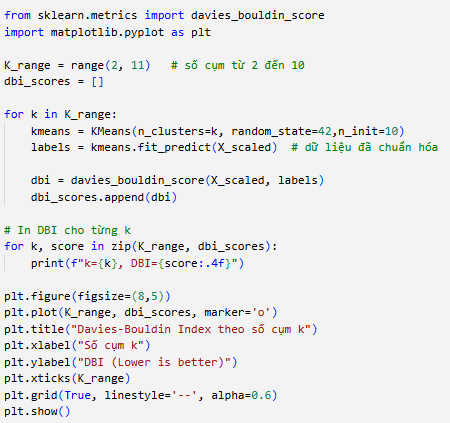 from sklearn.metrics import davies_bouldin_score
import matplotlib.pyplot as plt

K_range = range(2, 11)   # số cụm từ 2 đến 10
dbi_scores = []

for k in K_range:
    kmeans = KMeans(n_clusters=k, random_state=42,n_init=10)
    labels = kmeans.fit_predict(X_scaled)  # dữ liệu đã chuẩn hóa

    dbi = davies_bouldin_score(X_scaled, labels)
    dbi_scores.append(dbi)

# In DBI cho từng k
for k, score in zip(K_range, dbi_scores):
    print(f"k={k}, DBI={score:.4f}")

plt.figure(figsize=(8,5))
plt.plot(K_range, dbi_scores, marker='o')
plt.title("Davies-Bouldin Index theo số cụm k")
plt.xlabel("Số cụm k")
plt.ylabel("DBI (Lower is better)")
plt.xticks(K_range)
plt.grid(True, linestyle='--', alpha=0.6)
plt.show()